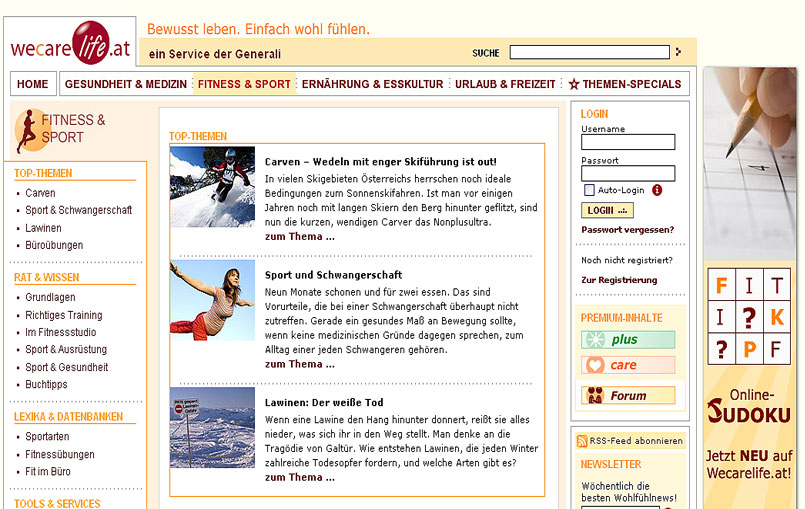 wecarelife.at
Bewusst leben. Einfach wohl fühlen.
ein Service der Generali
SUCHE
HOME
GESUNDHEIT & MEDIZIN
FITNESS & SPORT
ERNÄHRUNG & ESSKULTUR
URLAUB & FREIZEIT
THEMEN-SPECIALS
FITNESS &
SPORT
TOP-THEMEN
Carven
Sport & Schwangerschaft
Lawinen
Büroübungen
RAT & WISSEN
Grundlagen
Richtiges Training
Im Fitnessstudio
Sport & Ausrüstung
Sport & Gesundheit
Buchtipps
LEXIKA & DATENBANKEN
Sportarten
Fitnessübungen
Fit im Büro
TOOLS & SERVICES
TOP-THEMEN
Carven – Wedeln mit enger Skiführung ist out!
In vielen Skigebieten Österreichs herrschen noch ideale
Bedingungen zum Sonnenskifahren. Ist man vor einigen
Jahren noch mit langen Skiern den Berg hinunter geflitzt, sind
nun die kurzen, wendigen Carver das Nonplusultra.
zum Thema ...
Sport und Schwangerschaft
Neun Monate schonen und für zwei essen. Das sind
Vorurteile, die bei einer Schwangerschaft überhaupt nicht
zutreffen. Gerade ein gesundes Maß an Bewegung sollte,
wenn keine medizinischen Gründe dagegen sprechen, zum
Alltag einer jeden Schwangeren gehören.
zum Thema ...
Lawinen: Der weiße Tod
Wenn eine Lawine den Hang hinunter donnert, reißt sie alles
nieder, was sich ihr in den Weg stellt. Man denke an die
Tragödie von Galtür. Wie entstehen Lawinen, die jeden Winter
zahlreiche Todesopfer fordern, und welche Arten gibt es?
zum Thema ...
LOGIN
Username
Passwort
Auto-Login
LOGIN
Passwort vergessen?
Noch nicht registriert?
Zur Registrierung
PREMIUM-INHALTE
plus
care
Forum
RSS-Feed abonnieren
NEWSLETTER
Wöchentlich die
besten Wohlfühlnews!
4
F I T
I ? K
? P F
Online-
SUDOKU
Jetzt NEU auf
Wecarelife.at!